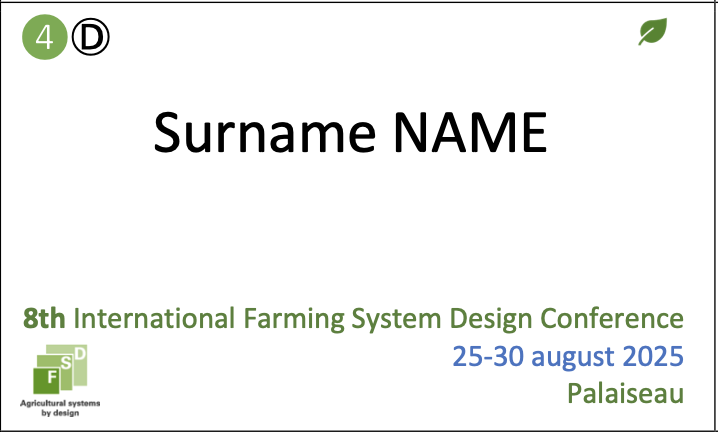 4 D
Surname NAME
8th International Farming System Design Conference
25-30 august 2025
Palaiseau
F S D
Agricultural systems
by design